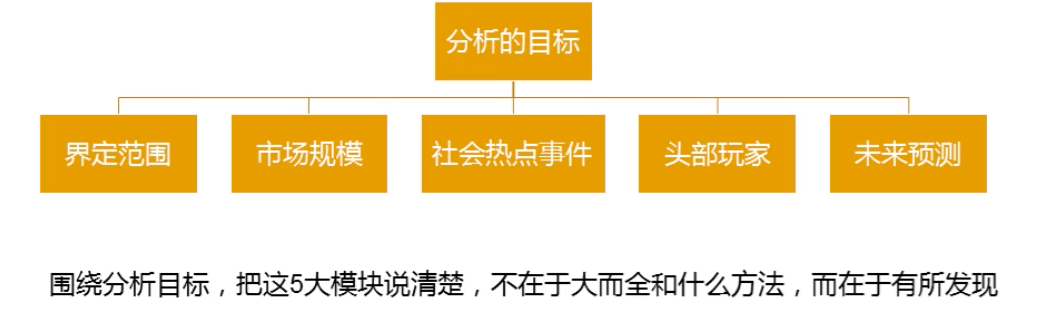 分析的目标
界定范围
市场规模
社会热点事件
头部玩家
未来预测
围绕分析目标，把这5大模块说清楚，不在于大而全和什么方法，而在于有所发现